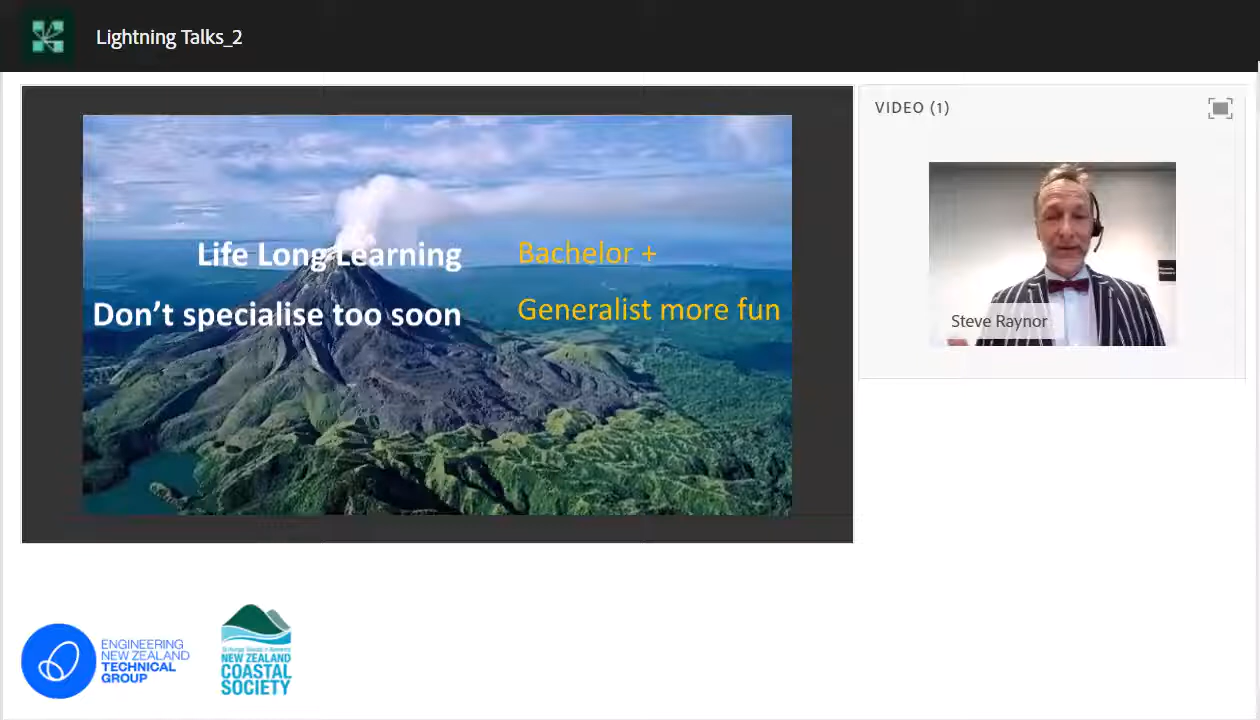 Lightning Talks_2
Life Long Learning
Bachelor +
Don't specialise too soon
Generalist more fun
VIDEO (1)
Steve Raynor
ENGINEERING
NEW ZEALAND
TECHNICAL
GROUP
NEW ZEALAND
COASTAL
SOCIETY